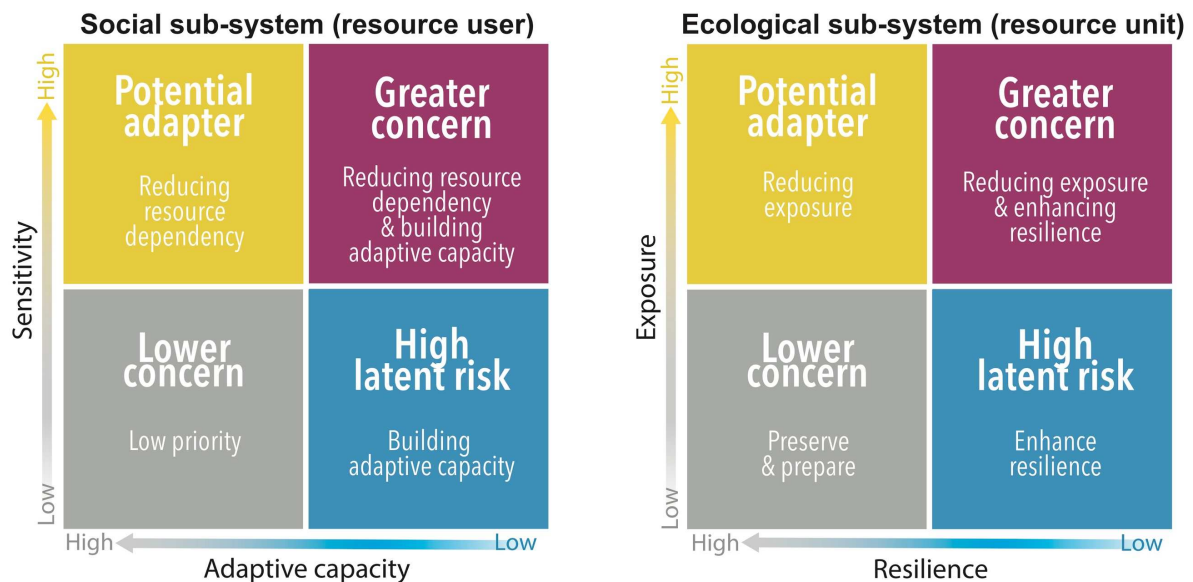 Social sub-system (resource user)
High
Sensitivity
Low
Potential
adapter
Reducing
resource
dependency
Greater
concern
Reducing resource
dependency
& building
adaptive capacity
Lower
concern
Low priority
High
latent risk
Building
adaptive capacity
High
Low
Adaptive capacity
Ecological sub-system (resource unit)
High
Exposure
Low
Potential
adapter
Reducing
exposure
Greater
concern
Reducing exposure
& enhancing
resilience
Lower
concern
Preserve
& prepare
High
latent risk
Enhance
resilience
High
Low
Resilience